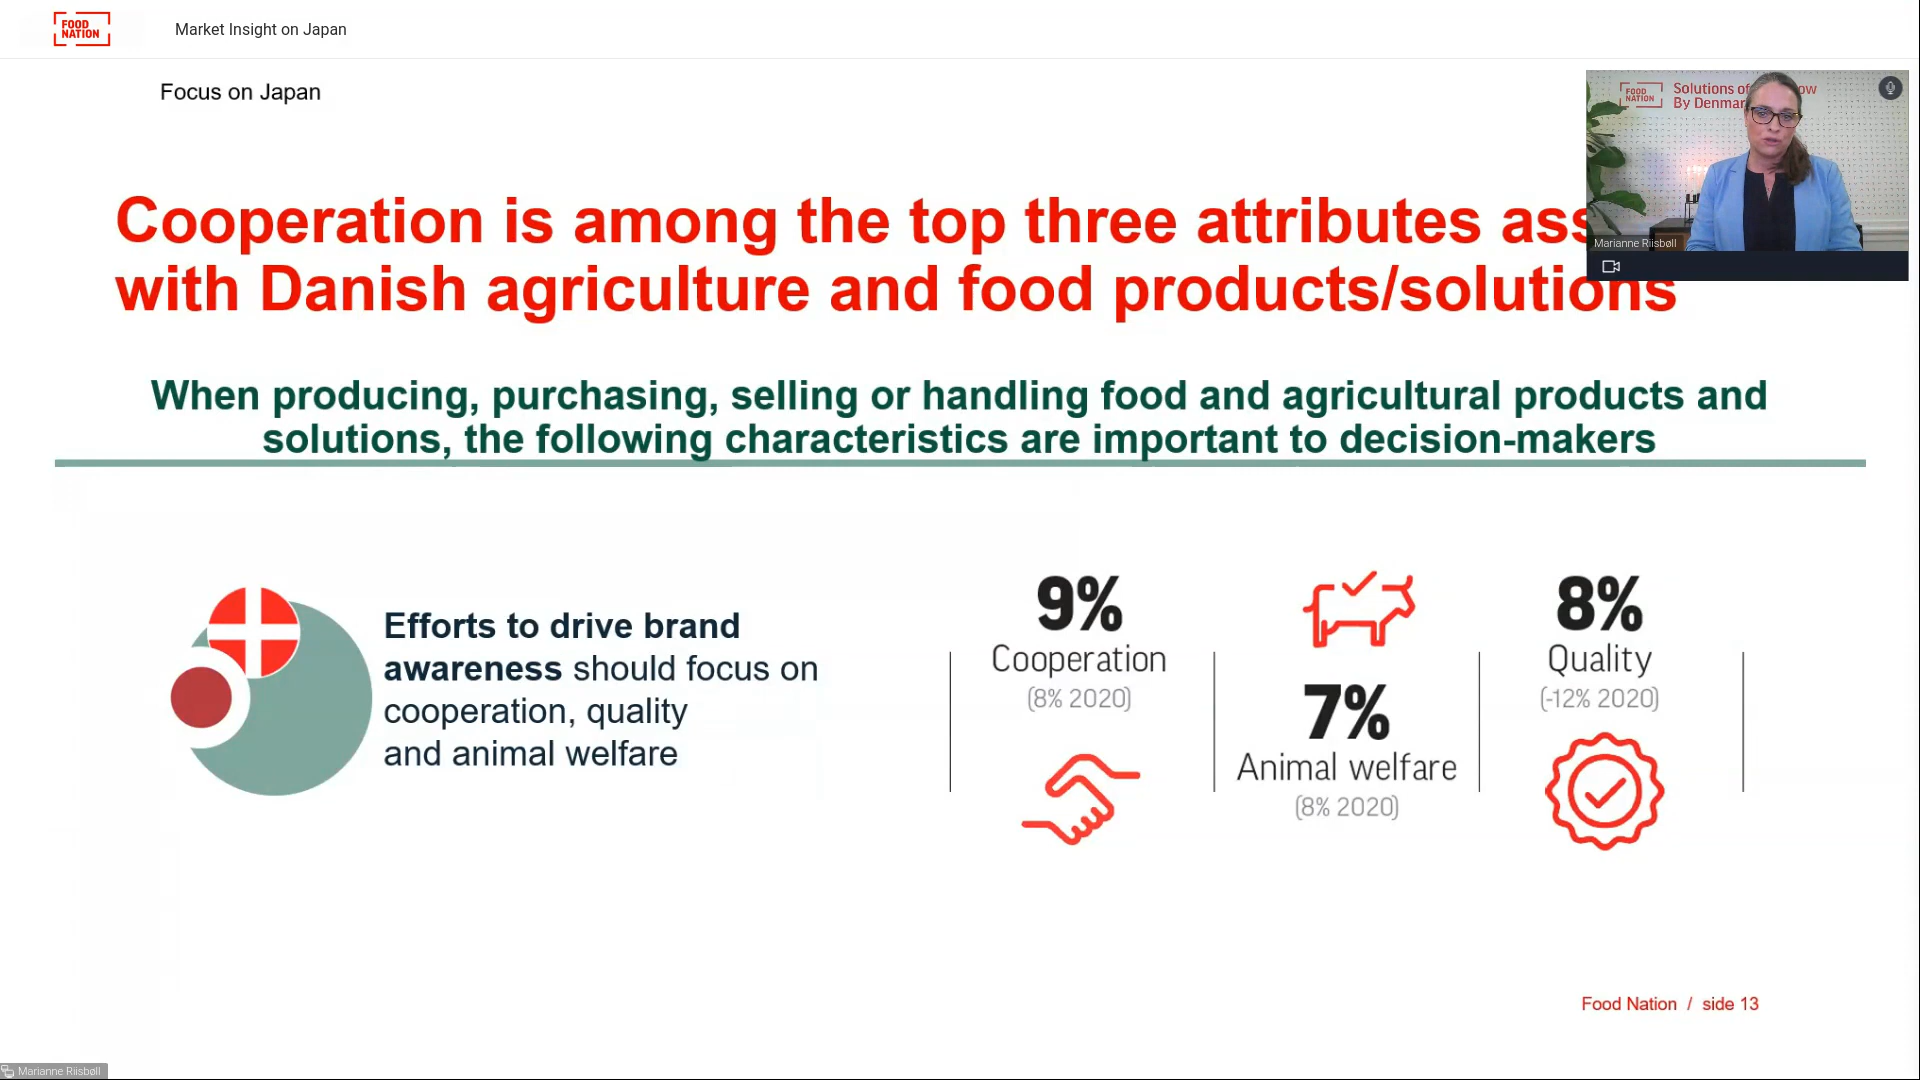 FOOD
NATION
Market Insight on Japan
Focus on Japan
FOOD
NATION
Solutions of
By Denmar
Marianne Riisbøll
Cooperation is among the top three attributes ass
with Danish agriculture and food products/solutions
When producing, purchasing, selling or handling food and agricultural products and
solutions, the following characteristics are important to decision-makers
Efforts to drive brand
awareness should focus on
cooperation, quality
and animal welfare
9%
Cooperation
(8% 2020)
7%
Animal welfare
(8% 2020)
8%
Quality
(-12% 2020)
Food Nation / side 13
Marianne Riisbøll